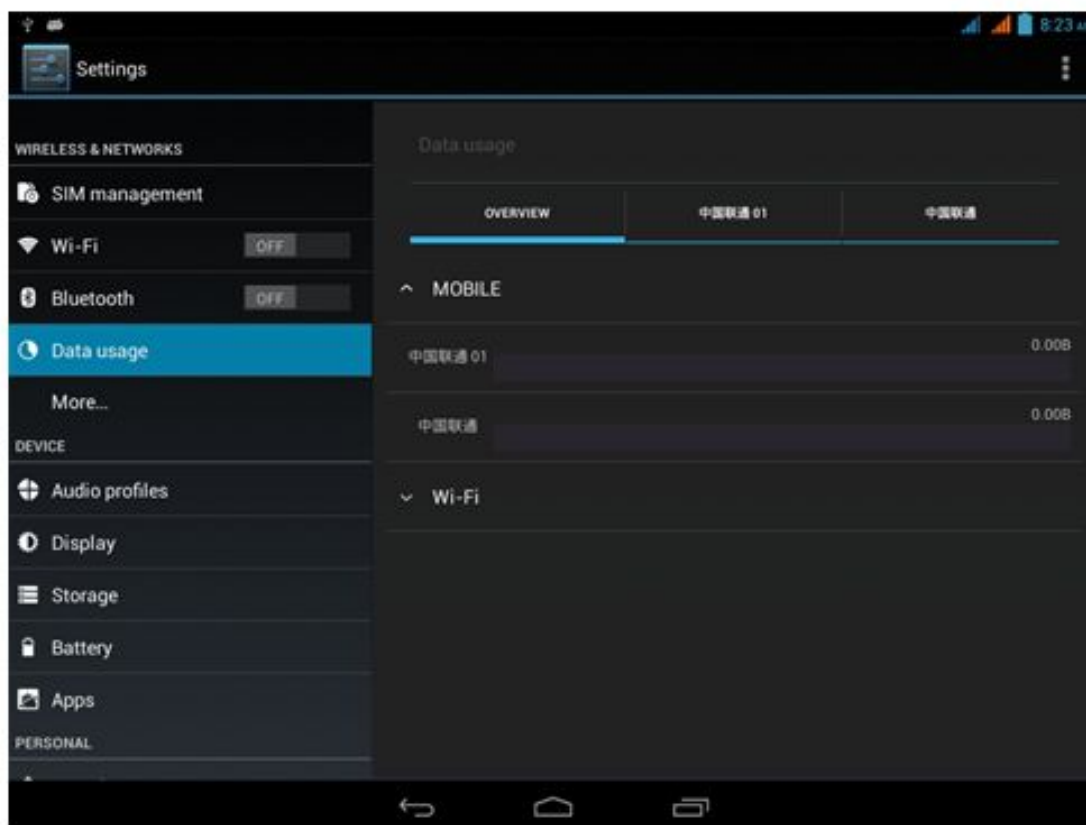 8:23 AM
Settings
WIRELESS & NETWORKS
SIM management
Wi-Fi OFF
Bluetooth OFF
Data usage
More...
DEVICE
Audio profiles
Display
Storage
Battery
Apps
PERSONAL
Data usage
OVERVIEW 中国联通 01 中国联通
MOBILE
中国联通 01 0.00B
中国联通 0.00B
Wi-Fi